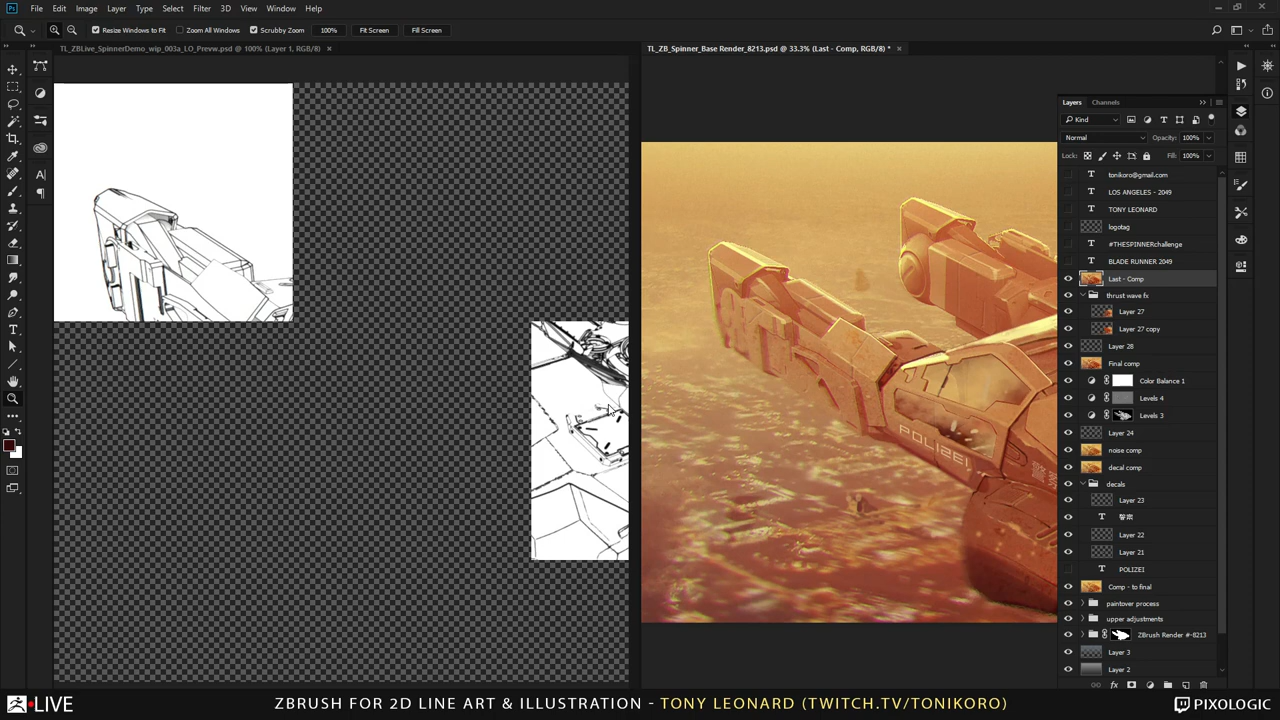 Ps File Edit Image Layer Type Select Filter 3D View Window Help
Resize Windows to Fit Zoom All Windows Scrubby Zoom 100% Fit Screen Fill Screen
TL_ZBLive_SpinnerDemo_wip_003a_LO_Prevw.psd @ 100% (Layer 1, RGB/8) ×
TL_ZB_Spinner_Base Render_8213.psd @ 33.3% (Last - Comp, RGB/8) * ×
Layers Channels
Kind
Normal Opacity: 100%
Lock: Fill: 100%
T tonikoro@gmail.com
T LOS ANGELES - 2049
T TONY LEONARD
logotag
T #THESPINNERchallenge
T BLADE RUNNER 2049
Last - Comp
thrust wave fx
Layer 27
Layer 27 copy
Layer 28
Final comp
Color Balance 1
Levels 4
Levels 3
Layer 24
noise comp
decal comp
decals
Layer 23
T
Layer 22
Layer 21
T POLIZEI
Comp - to final
paintover process
upper adjustments
ZBrush Render #-8213
Layer 3
Layer 2
fx
POLIZEI
LIVE
ZBRUSH FOR 2D LINE ART & ILLUSTRATION - TONY LEONARD (TWITCH.TV/TONIKORO)
PIXOLOGIC